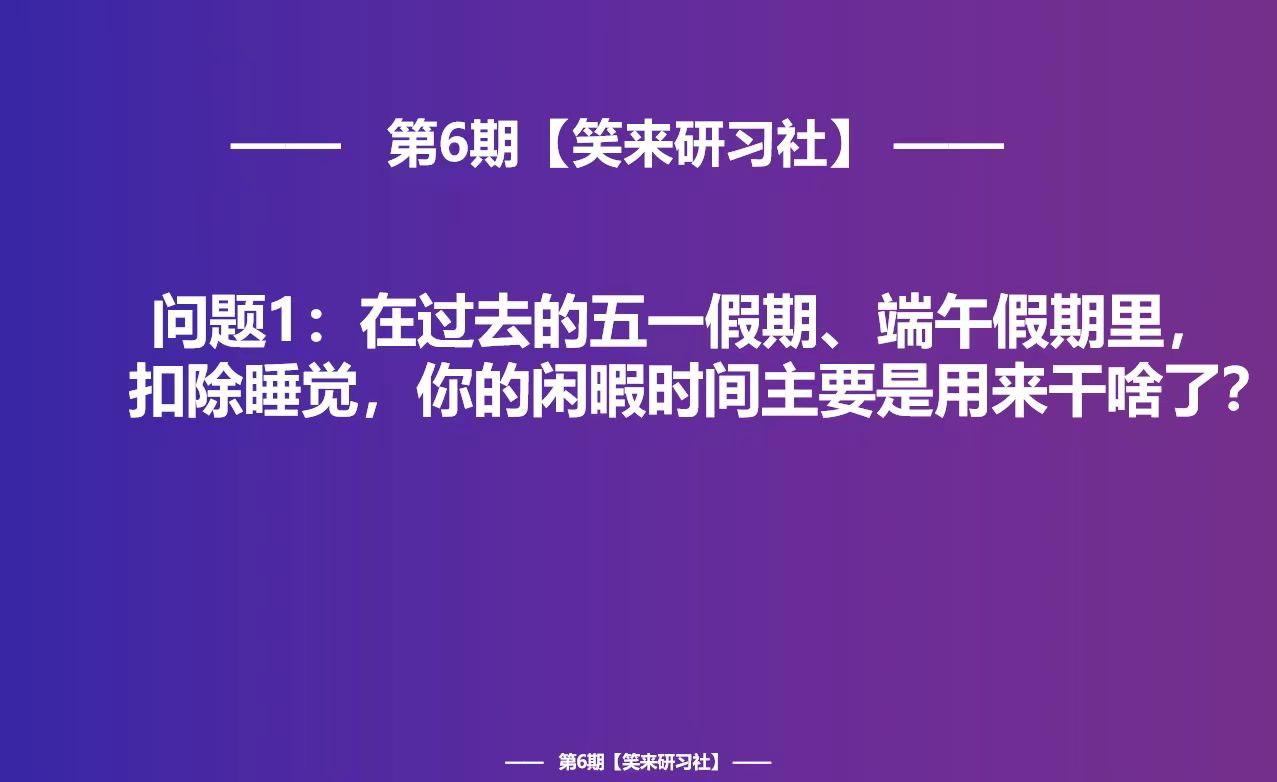 —— 第6期【笑来研习社】 ——
问题1：在过去的五一假期、端午假期里，
扣除睡觉，你的闲暇时间主要是用来干啥了？
—— 第6期【笑来研习社】 ——